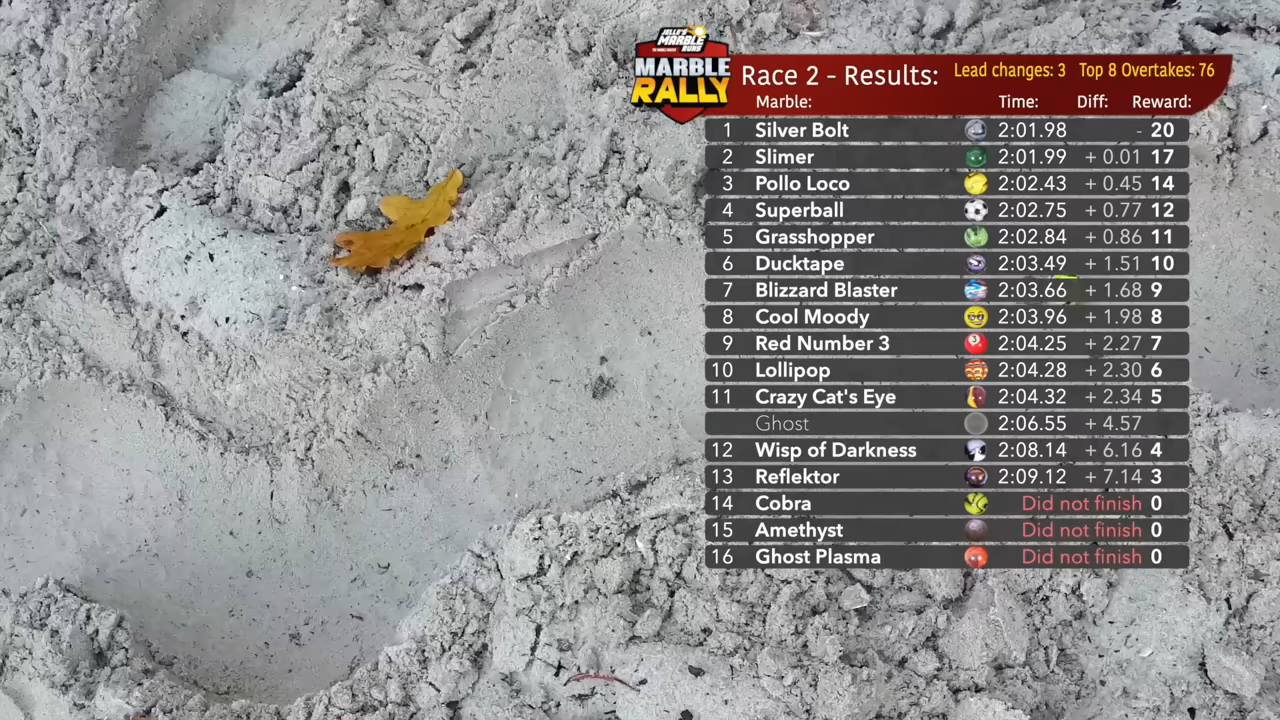 JELLE'S
MARBLE
RUNS
MARBLE
RALLY
Race 2 - Results: Lead changes: 3 Top 8 Overtakes: 76
Marble: Time: Diff: Reward:
1 Silver Bolt 2:01.98 - 20
2 Slimer 2:01.99 + 0.01 17
3 Pollo Loco 2:02.43 + 0.45 14
4 Superball 2:02.75 + 0.77 12
5 Grasshopper 2:02.84 + 0.86 11
6 Ducktape 2:03.49 + 1.51 10
7 Blizzard Blaster 2:03.66 + 1.68 9
8 Cool Moody 2:03.96 + 1.98 8
9 Red Number 3 3 2:04.25 + 2.27 7
10 Lollipop 2:04.28 + 2.30 6
11 Crazy Cat's Eye 2:04.32 + 2.34 5
Ghost 2:06.55 + 4.57
12 Wisp of Darkness 2:08.14 + 6.16 4
13 Reflektor 2:09.12 + 7.14 3
14 Cobra Did not finish 0
15 Amethyst Did not finish 0
16 Ghost Plasma Did not finish 0